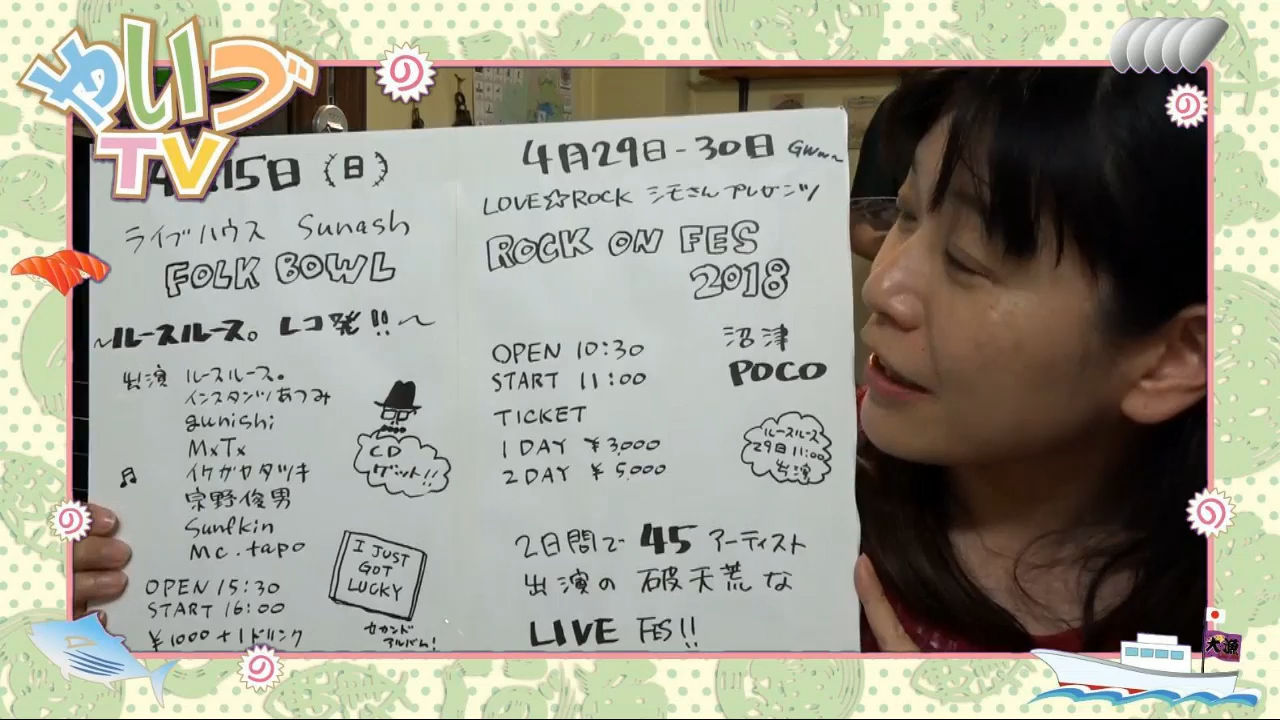 やいづ
TV
15日(日)
ライブハウス Sunash
FOLK BOWL
〜ルースルース。レコ発!!〜
出演 ルースルース。
インスタンツあつみ
gunishi
MxTx
イケガヤタツキ
宗野俊男
Sunfkin
Mc.tapo
OPEN 15:30
START 16:00
¥1000+1ドリンク
CD
ゲット!!
I JUST
GOT
LUCKY
セカンド
アルバム!
4月29日-30日 GW〜〜
LOVE☆ROCK シモさんプレゼンツ
ROCK ON FES
2018
OPEN 10:30
START 11:00
沼津
POCO
TICKET
1DAY ¥3,000
2DAY ¥5,000
ルースルース
29日11:00
出演
2日間で 45 アーティスト
出演の 破天荒な
LIVE FES!!
大漁